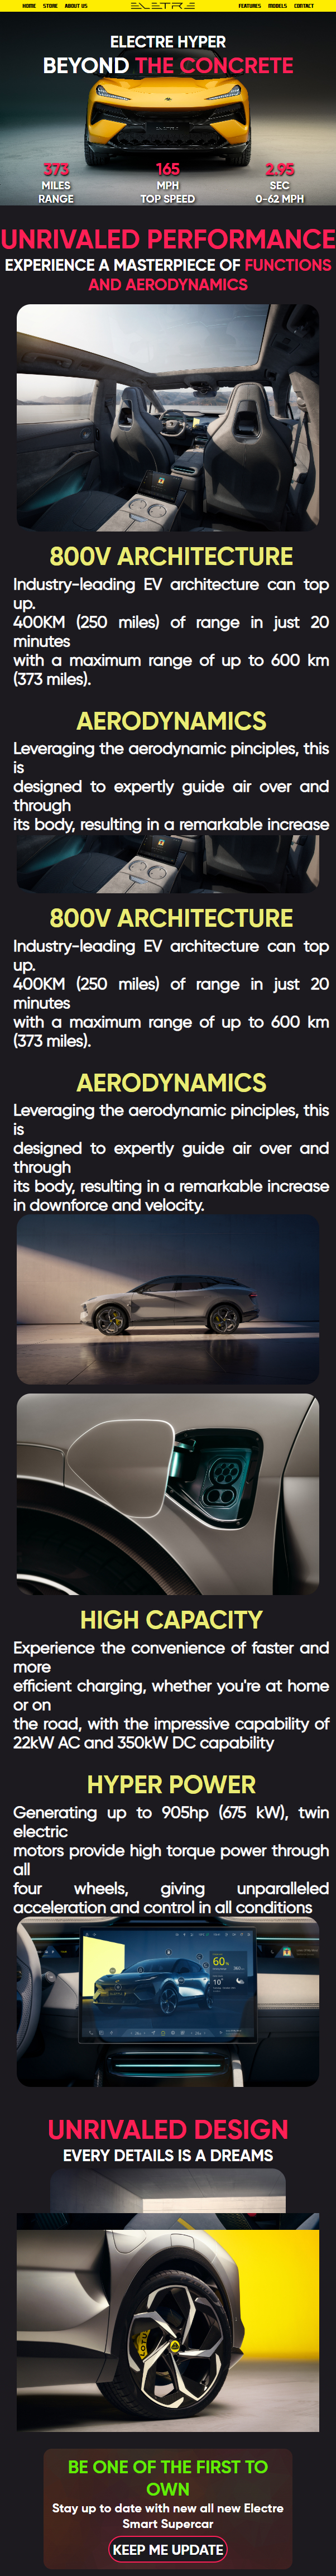 HOME STORE ABOUT US ELETRE FEATURES MODELS CONTACT
ELECTRE HYPER
BEYOND THE CONCRETE
373 165 2.95
MILES MPH SEC
RANGE TOP SPEED 0-62 MPH
UNRIVALED PERFORMANCE
EXPERIENCE A MASTERPIECE OF FUNCTIONS
AND AERODYNAMICS
800V ARCHITECTURE
Industry-leading EV architecture can top
up.
400KM (250 miles) of range in just 20
minutes
with a maximum range of up to 600 km
(373 miles).
AERODYNAMICS
Leveraging the aerodynamic pinciples, this
is
designed to expertly guide air over and
through
its body, resulting in a remarkable increase
800V ARCHITECTURE
Industry-leading EV architecture can top
up.
400KM (250 miles) of range in just 20
minutes
with a maximum range of up to 600 km
(373 miles).
AERODYNAMICS
Leveraging the aerodynamic pinciples, this
is
designed to expertly guide air over and
through
its body, resulting in a remarkable increase
in downforce and velocity.
HIGH CAPACITY
Experience the convenience of faster and
more
efficient charging, whether you're at home
or on
the road, with the impressive capability of
22kW AC and 350kW DC capability
HYPER POWER
Generating up to 905hp (675 kW), twin
electric
motors provide high torque power through
all
four wheels, giving unparalleled
acceleration and control in all conditions
60%
10
UNRIVALED DESIGN
EVERY DETAILS IS A DREAMS
LOTUS
BE ONE OF THE FIRST TO
OWN
Stay up to date with new all new Electre
Smart Supercar
KEEP ME UPDATE